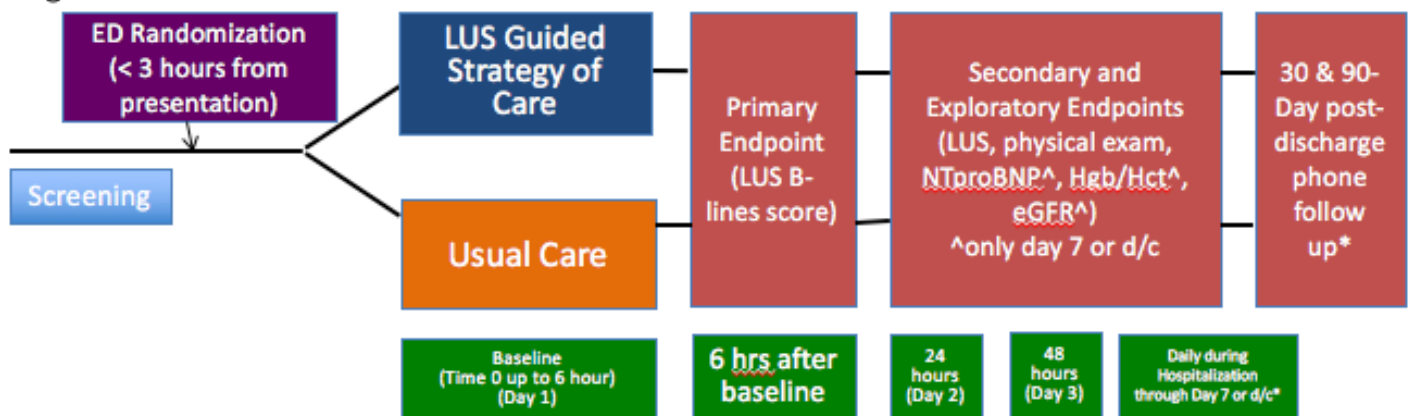 ED Randomization
(< 3 hours from
presentation)
Screening
LUS Guided
Strategy of
Care
Usual Care
Primary
Endpoint
(LUS B-
lines score)
Secondary and
Exploratory Endpoints
(LUS, physical exam,
NTproBNP^, Hgb/Hct^,
eGFR^)
^only day 7 or d/c
30 & 90-
Day post-
discharge
phone
follow
up*
Baseline
(Time 0 up to 6 hour)
(Day 1)
6 hrs after
baseline
24
hours
(Day 2)
48
hours
(Day 3)
Daily during
Hospitalization
through Day 7 or d/c*